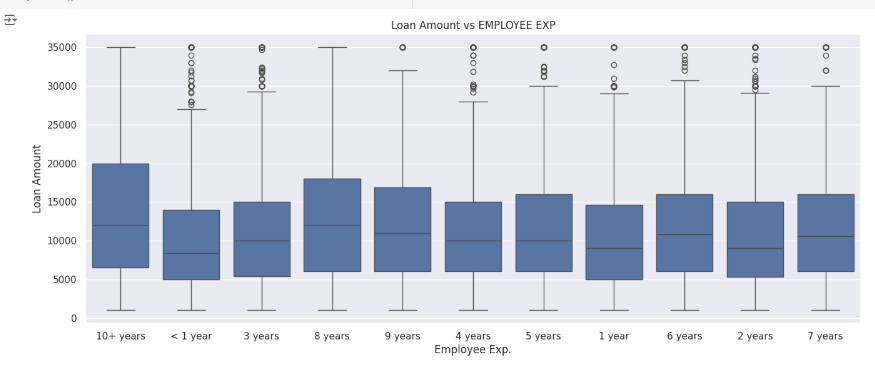 Loan Amount vs EMPLOYEE EXP
Loan Amount
35000
30000
25000
20000
15000
10000
5000
0
10+ years < 1 year 3 years 8 years 9 years 4 years 5 years 1 year 6 years 2 years 7 years
Employee Exp.